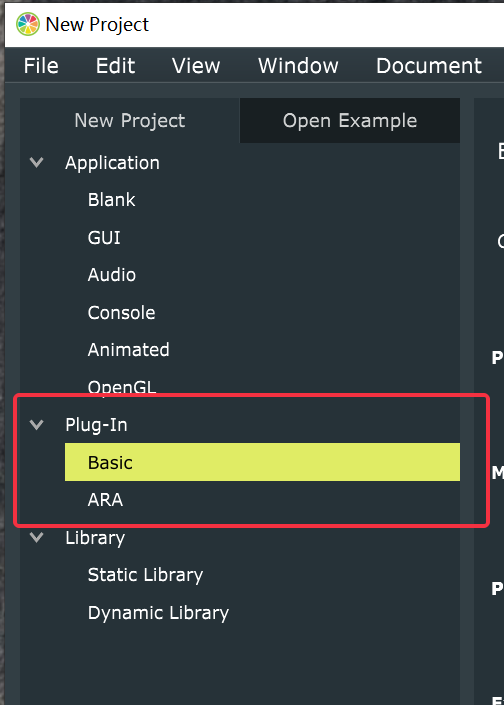 New Project
File Edit View Window Document
New Project Open Example
Application
Blank
GUI
Audio
Console
Animated
OpenGL
Plug-In
Basic
ARA
Library
Static Library
Dynamic Library